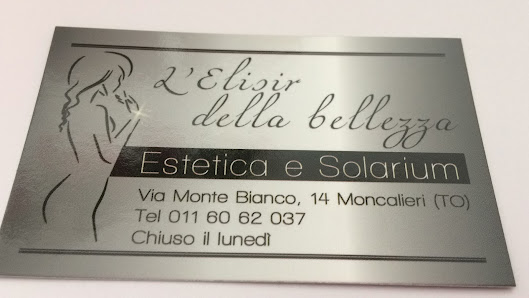 L'Elisir
della bellezza
Estetica e Solarium
Via Monte Bianco, 14 Moncalieri (TO)
Tel 011 60 62 037
Chiuso il lunedì